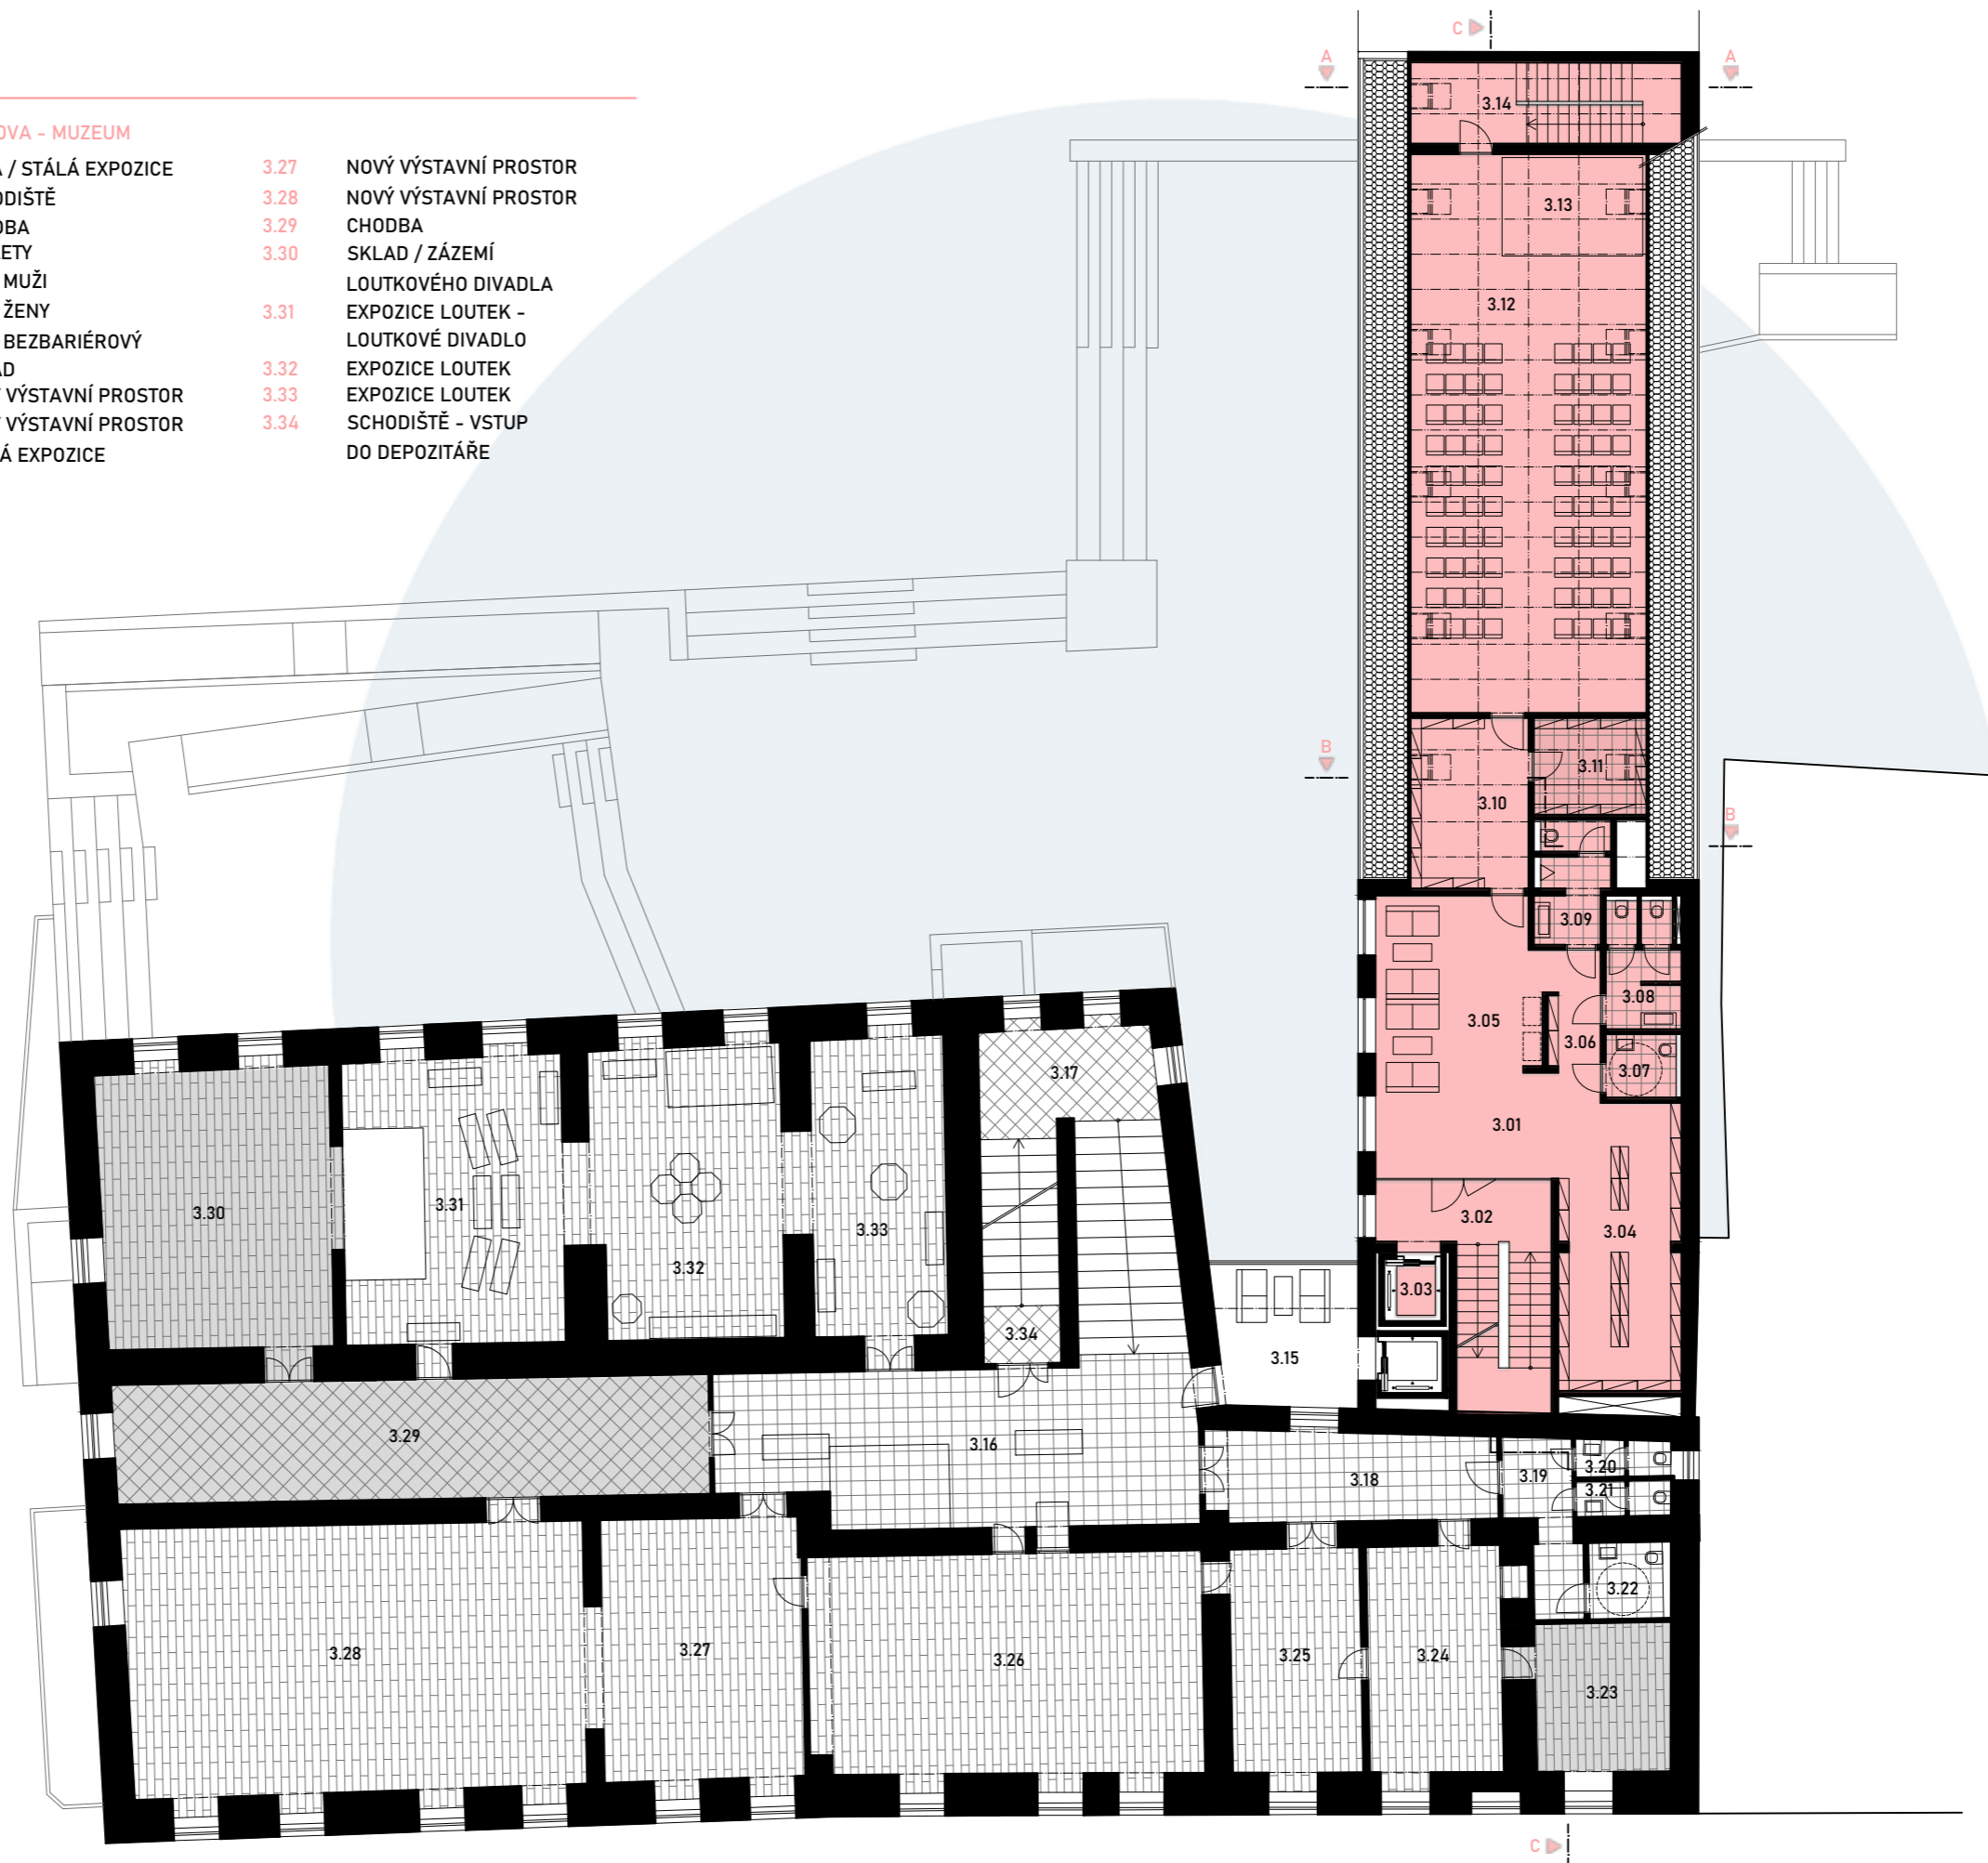 OVA - MUZEUM
/ STÁLÁ EXPOZICE
ODIŠTĚ
OBA
ETY
MUŽI
ŽENY
BEZBARIÉROVÝ
AD
VÝSTAVNÍ PROSTOR
VÝSTAVNÍ PROSTOR
Á EXPOZICE
3.27 NOVÝ VÝSTAVNÍ PROSTOR
3.28 NOVÝ VÝSTAVNÍ PROSTOR
3.29 CHODBA
3.30 SKLAD / ZÁZEMÍ
LOUTKOVÉHO DIVADLA
3.31 EXPOZICE LOUTEK -
LOUTKOVÉ DIVADLO
3.32 EXPOZICE LOUTEK
3.33 EXPOZICE LOUTEK
3.34 SCHODIŠTĚ - VSTUP
DO DEPOZITÁŘE
C
A
A
3.14
3.13
3.12
B
3.11
3.10
B
3.09
3.08
3.05
3.06
3.07
3.01
3.02
3.04
3.03
3.17
3.30
3.31
3.32
3.33
3.34
3.15
3.29
3.16
3.18
3.19
3.20
3.21
3.22
3.28
3.27
3.26
3.25
3.24
3.23
C